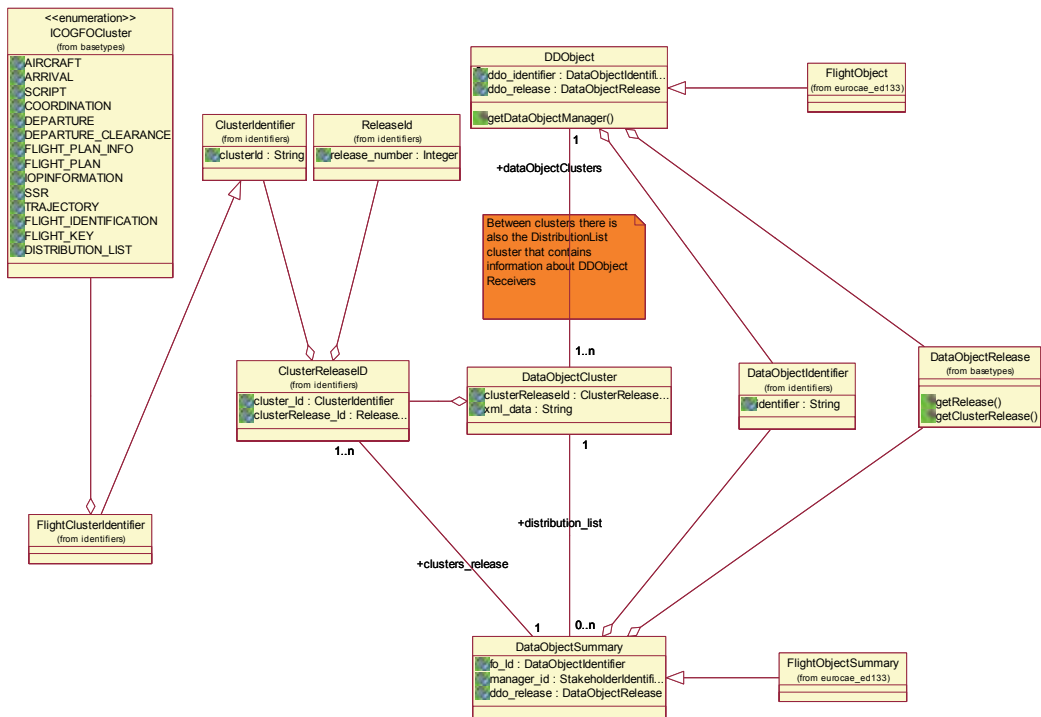 <<enumeration>>
ICOGFOCluster
(from basetypes)
AIRCRAFT
ARRIVAL
SCRIPT
COORDINATION
DEPARTURE
DEPARTURE_CLEARANCE
FLIGHT_PLAN_INFO
FLIGHT_PLAN
IOPINFORMATION
SSR
TRAJECTORY
FLIGHT_IDENTIFICATION
FLIGHT_KEY
DISTRIBUTION_LIST
ClusterIdentifier
(from identifiers)
clusterId : String
ReleaseId
(from identifiers)
release_number : Integer
DDObject
ddo_identifier : DataObjectIdentifi...
ddo_release : DataObjectRelease
getDataObjectManager()
FlightObject
(from eurocae_ed133)
1
+dataObjectClusters
Between clusters there is
also the DistributionList
cluster that contains
information about DDObject
Receivers
1..n
ClusterReleaseID
(from identifiers)
cluster_Id : ClusterIdentifier
clusterRelease_Id : Release...
DataObjectCluster
clusterReleaseId : ClusterRelease...
xml_data : String
DataObjectIdentifier
(from identifiers)
identifier : String
DataObjectRelease
(from basetypes)
getRelease()
getClusterRelease()
1..n
1
FlightClusterIdentifier
(from identifiers)
+distribution_list
+clusters_release
1
0..n
DataObjectSummary
fo_Id : DataObjectIdentifier
manager_id : StakeholderIdentifi...
ddo_release : DataObjectRelease
FlightObjectSummary
(from eurocae_ed133)